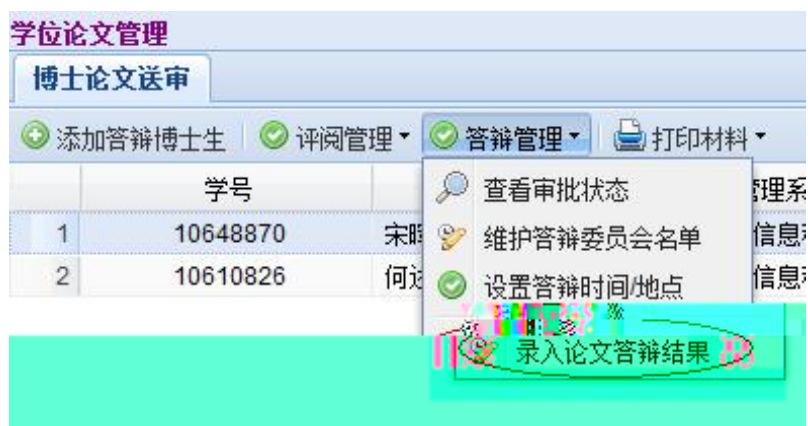 学位论文管理
博士论文送审
添加答辩博士生 评阅管理 答辩管理 打印材料
学号
查看审批状态
1 10648870
维护答辩委员会名单
信息
2 10610826 何
设置答辩时间/地点
信息
录入论文答辩结果